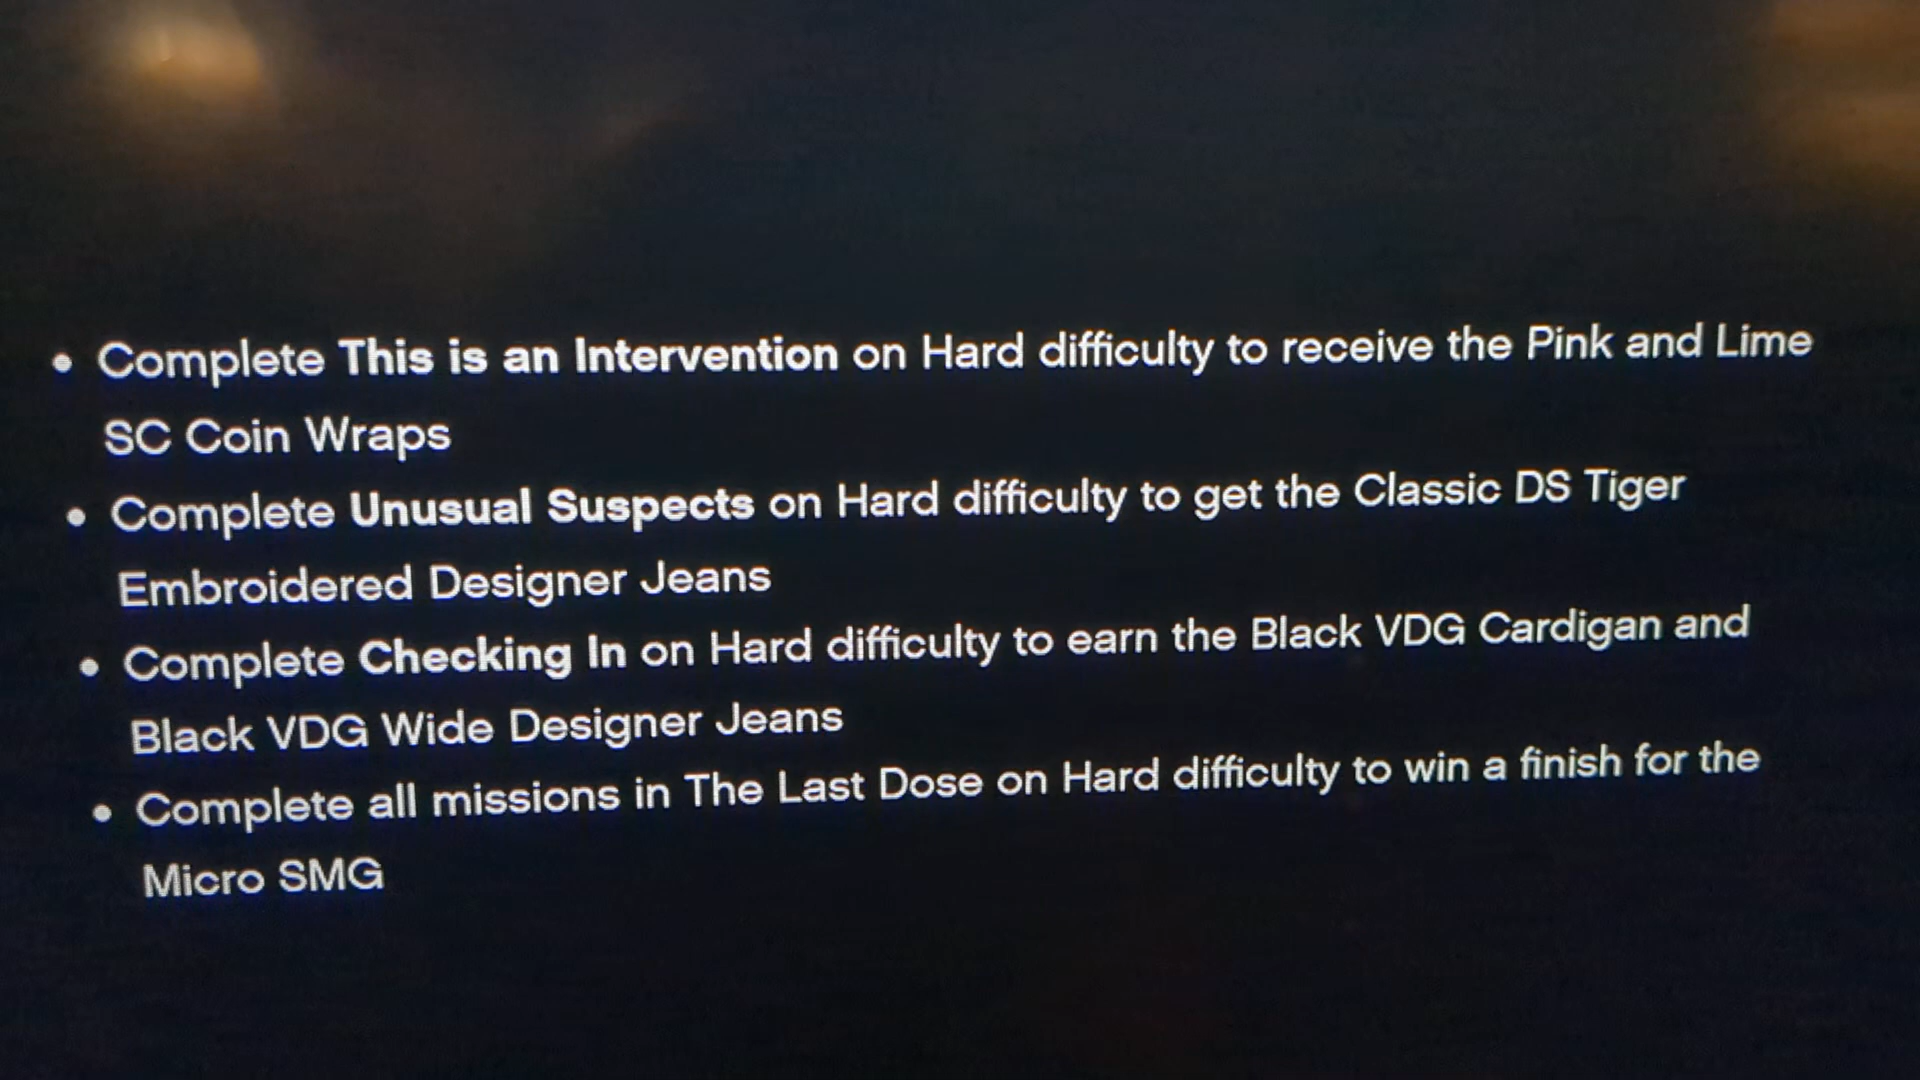 • Complete This is an Intervention on Hard difficulty to receive the Pink and Lime
SC Coin Wraps
• Complete Unusual Suspects on Hard difficulty to get the Classic DS Tiger
Embroidered Designer Jeans
• Complete Checking In on Hard difficulty to earn the Black VDG Cardigan and
Black VDG Wide Designer Jeans
• Complete all missions in The Last Dose on Hard difficulty to win a finish for the
Micro SMG